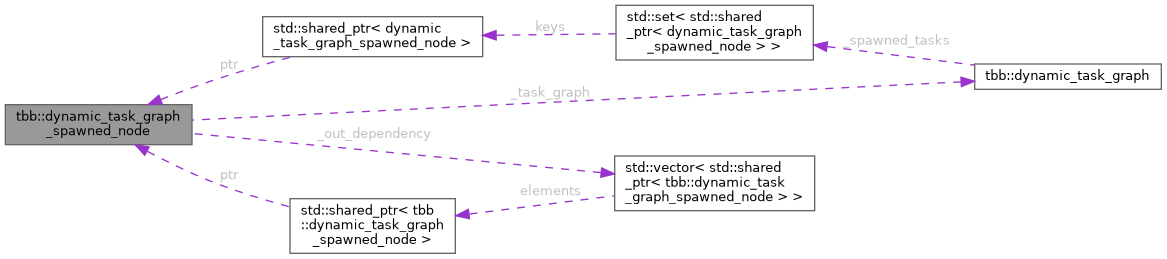 std::shared_ptr< dynamic
_task_graph_spawned_node >
keys
std::set< std::shared
_ptr< dynamic_task_graph
_spawned_node > >
_spawned_tasks
tbb::dynamic_task_graph
ptr
_task_graph
tbb::dynamic_task_graph
_spawned_node
_out_dependency
std::vector< std::shared
_ptr< tbb::dynamic_task
_graph_spawned_node > >
ptr
elements
std::shared_ptr< tbb
::dynamic_task_graph
_spawned_node >